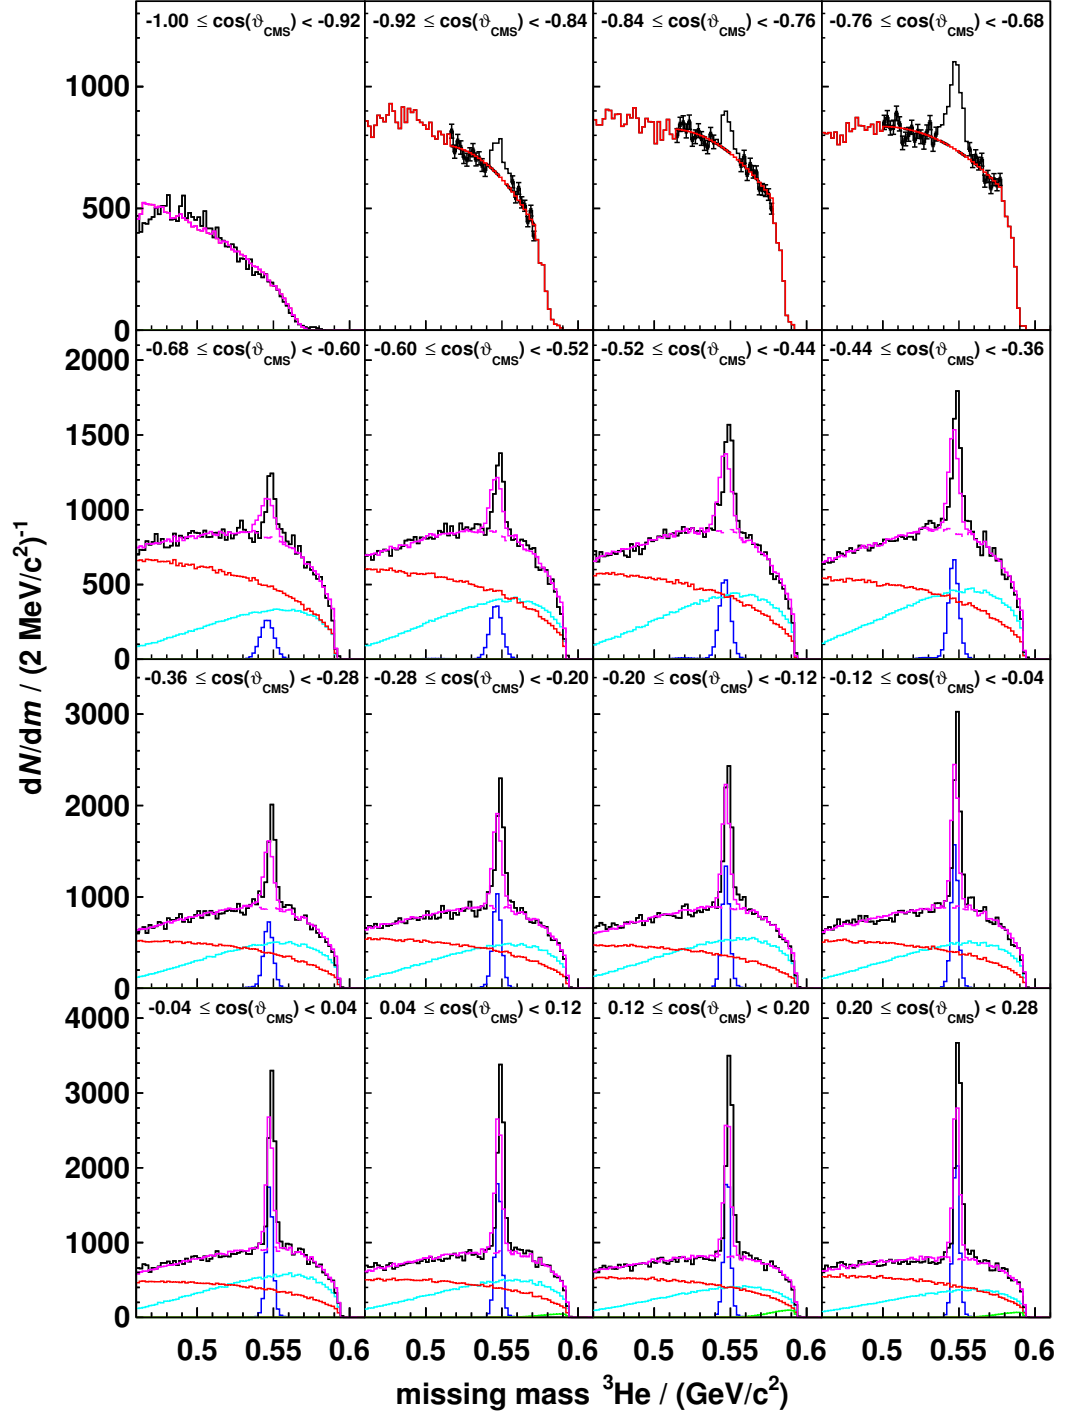 -1.00 ≤ cos(ϑCMS) < -0.92
-0.92 ≤ cos(ϑCMS) < -0.84
-0.84 ≤ cos(ϑCMS) < -0.76
-0.76 ≤ cos(ϑCMS) < -0.68
1000
500
0
-0.68 ≤ cos(ϑCMS) < -0.60
-0.60 ≤ cos(ϑCMS) < -0.52
-0.52 ≤ cos(ϑCMS) < -0.44
-0.44 ≤ cos(ϑCMS) < -0.36
2000
1500
1000
500
0
-0.36 ≤ cos(ϑCMS) < -0.28
-0.28 ≤ cos(ϑCMS) < -0.20
-0.20 ≤ cos(ϑCMS) < -0.12
-0.12 ≤ cos(ϑCMS) < -0.04
3000
2000
1000
0
-0.04 ≤ cos(ϑCMS) < 0.04
0.04 ≤ cos(ϑCMS) < 0.12
0.12 ≤ cos(ϑCMS) < 0.20
0.20 ≤ cos(ϑCMS) < 0.28
4000
3000
2000
1000
0
0.5 0.55 0.6 0.5 0.55 0.6 0.5 0.55 0.6 0.5 0.55 0.6
missing mass ³He / (GeV/c²)
dN/dm / (2 MeV/c²)⁻¹